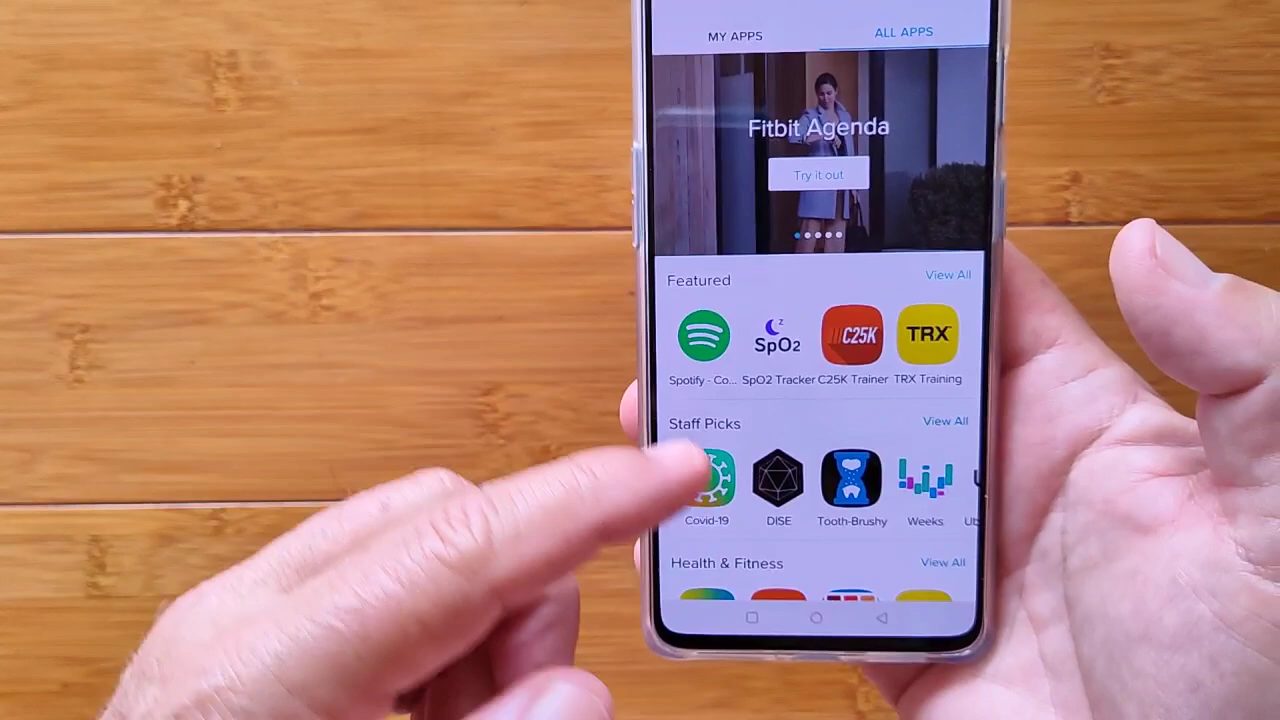 MY APPS
ALL APPS
Fitbit Agenda
Try it out
Featured
View All
SpO2
C25K
TRX
Spotify - Co...
SpO2 Tracker
C25K Trainer
TRX Training
Staff Picks
View All
Covid-19
DISE
Tooth-Brushy
Weeks
Health & Fitness
View All